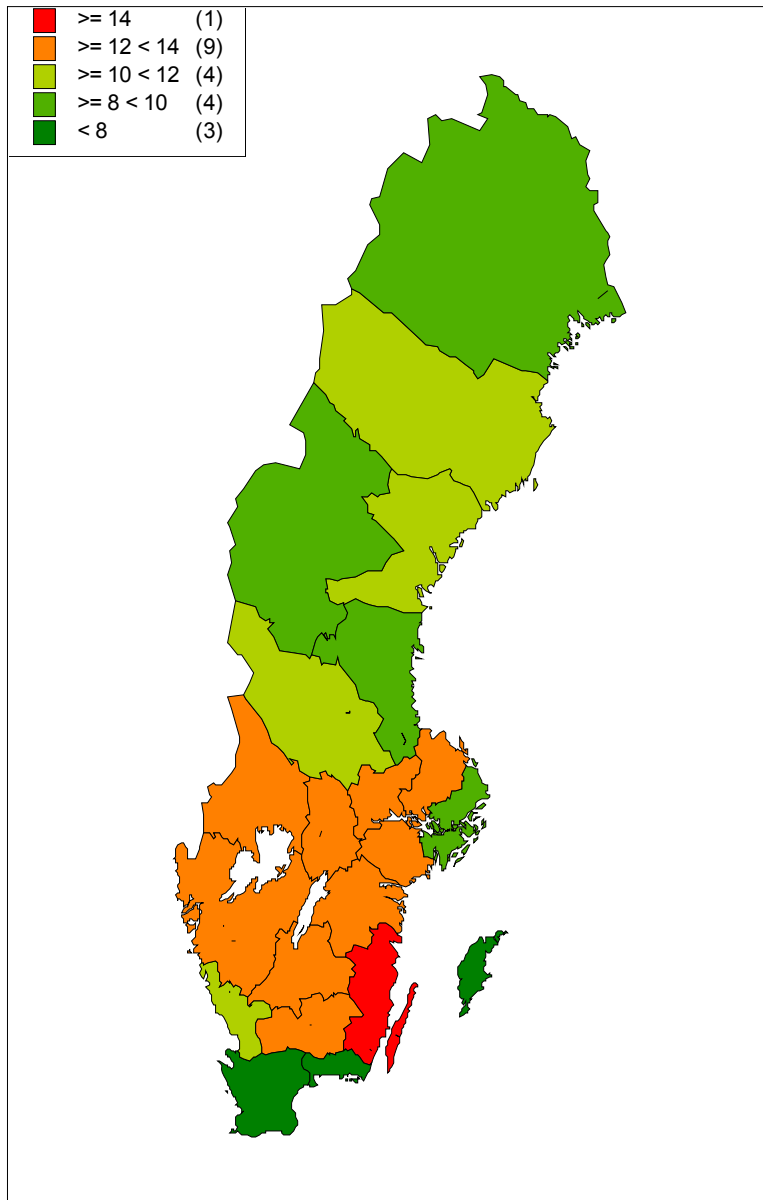 >= 14 (1)
>= 12 < 14 (9)
>= 10 < 12 (4)
>= 8 < 10 (4)
< 8 (3)